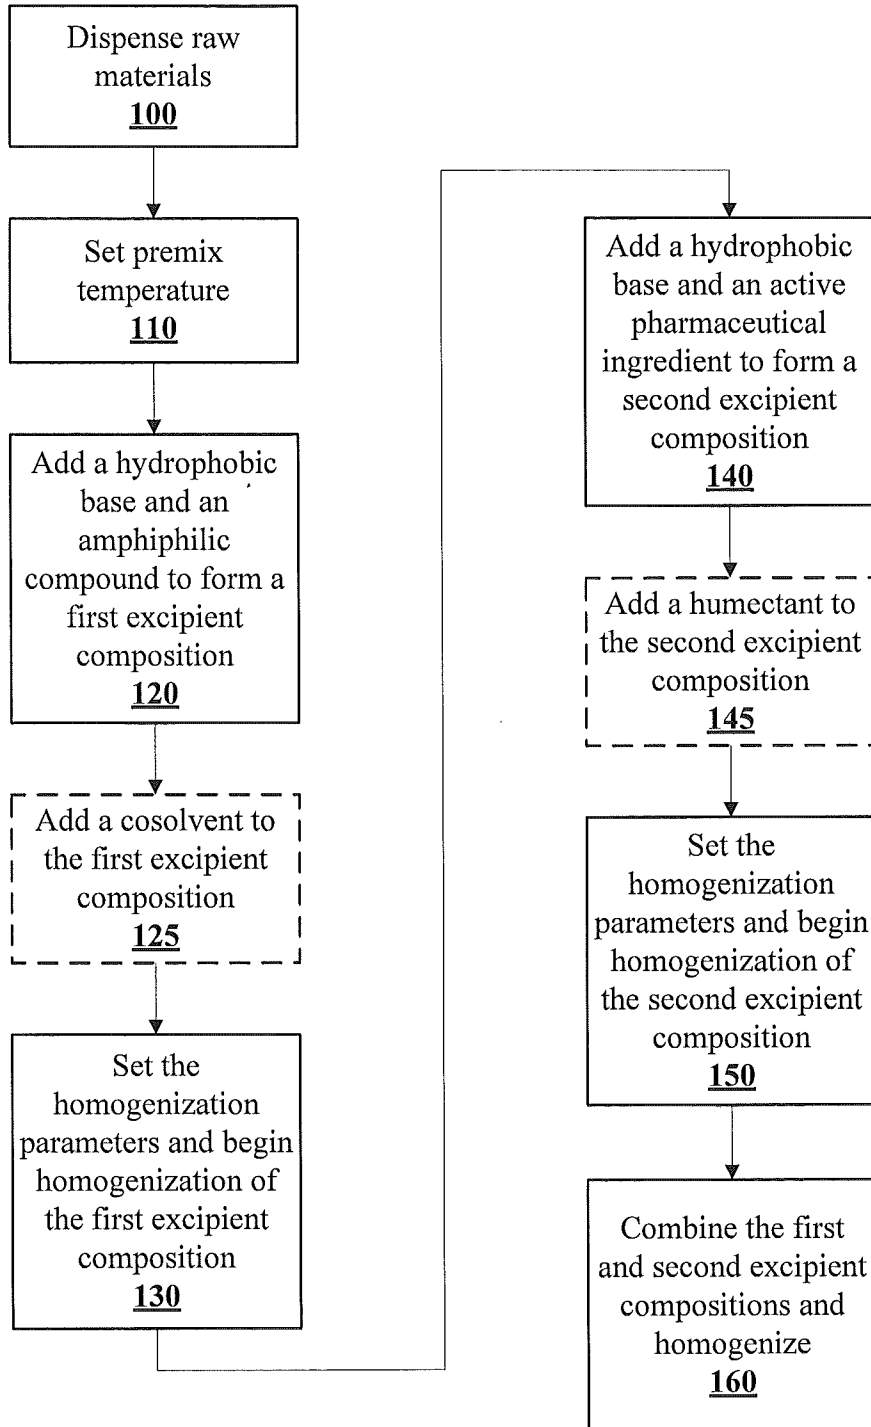 Dispense raw
materials
100
Set premix
temperature
110
Add a hydrophobic
base and an
amphiphilic
compound to form a
first excipient
composition
120
Add a cosolvent to
the first excipient
composition
125
Set the
homogenization
parameters and begin
homogenization of
the first excipient
composition
130
Add a hydrophobic
base and an active
pharmaceutical
ingredient to form a
second excipient
composition
140
Add a humectant to
the second excipient
composition
145
Set the
homogenization
parameters and begin
homogenization of
the second excipient
composition
150
Combine the first
and second excipient
compositions and
homogenize
160